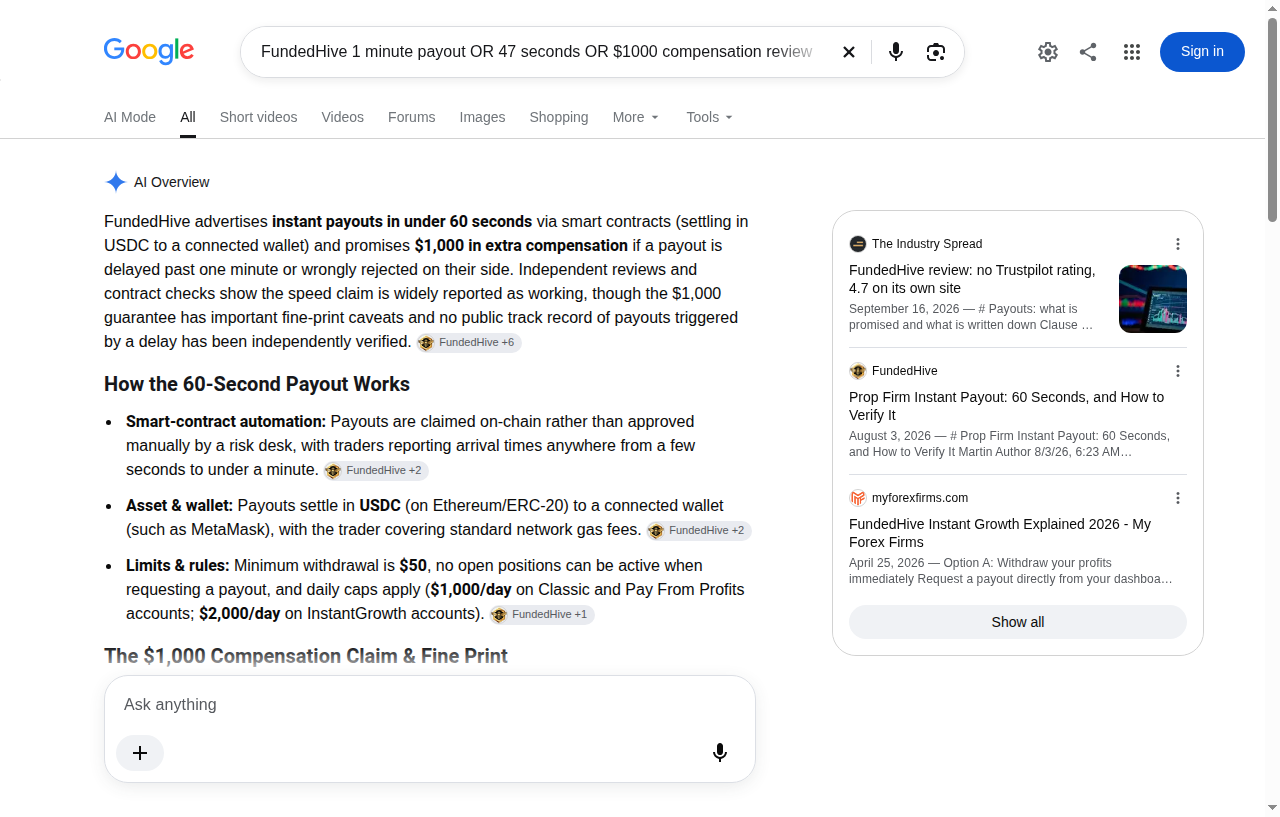 Google
FundedHive 1 minute payout OR 47 seconds OR $1000 compensation review
Sign in
AI Mode
All
Short videos
Videos
Forums
Images
Shopping
More
Tools
AI Overview
FundedHive advertises instant payouts in under 60 seconds via smart contracts (settling in
USDC to a connected wallet) and promises $1,000 in extra compensation if a payout is
delayed past one minute or wrongly rejected on their side. Independent reviews and
contract checks show the speed claim is widely reported as working, though the $1,000
guarantee has important fine-print caveats and no public track record of payouts triggered
by a delay has been independently verified. FundedHive +6
How the 60-Second Payout Works
• Smart-contract automation: Payouts are claimed on-chain rather than approved
manually by a risk desk, with traders reporting arrival times anywhere from a few
seconds to under a minute. FundedHive +2
• Asset & wallet: Payouts settle in USDC (on Ethereum/ERC-20) to a connected wallet
(such as MetaMask), with the trader covering standard network gas fees. FundedHive +2
• Limits & rules: Minimum withdrawal is $50, no open positions can be active when
requesting a payout, and daily caps apply ($1,000/day on Classic and Pay From Profits
accounts; $2,000/day on InstantGrowth accounts). FundedHive +1
The $1,000 Compensation Claim & Fine Print
Ask anything
The Industry Spread
FundedHive review: no Trustpilot rating,
4.7 on its own site
September 16, 2026 — # Payouts: what is
promised and what is written down Clause …
FundedHive
Prop Firm Instant Payout: 60 Seconds, and How to
Verify It
August 3, 2026 — # Prop Firm Instant Payout: 60 Seconds,
and How to Verify It Martin Author 8/3/26, 6:23 AM…
myforexfirms.com
FundedHive Instant Growth Explained 2026 - My
Forex Firms
April 25, 2026 — Option A: Withdraw your profits
immediately Request a payout directly from your dashboa…
Show all